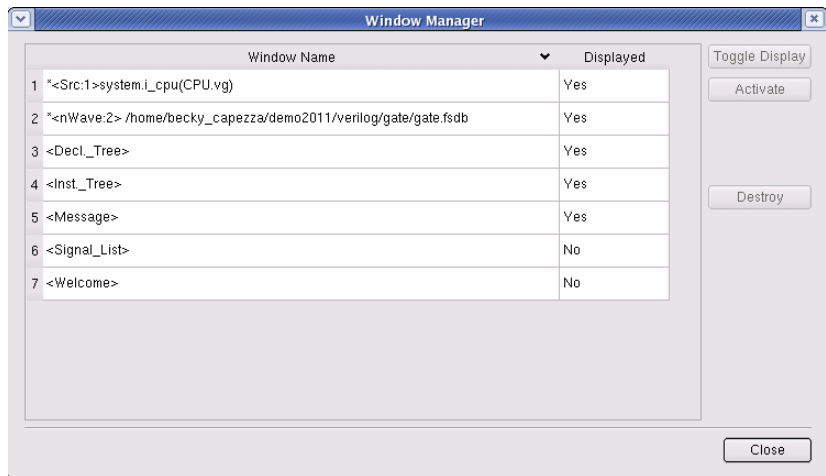 Window Manager
Window Name Displayed
Toggle Display
1 *<Src:1>system.i_cpu(CPU.vg) Yes
Activate
2 *<nWave:2> /home/becky_capezza/demo2011/verilog/gate/gate.fsdb Yes
3 <Decl._Tree> Yes
4 <Inst._Tree> Yes
Destroy
5 <Message> Yes
6 <Signal_List> No
7 <Welcome> No
Close